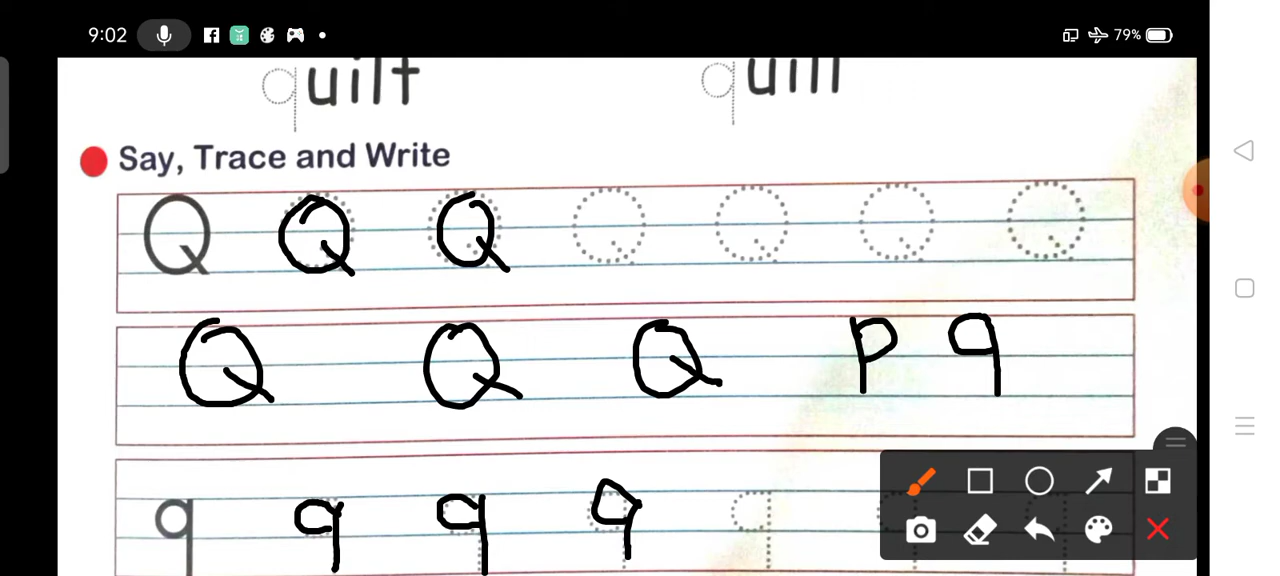 9:02 79%
quilt quill
Say, Trace and Write
Q Q Q Q Q Q Q
Q Q Q P q
q q q q q q q